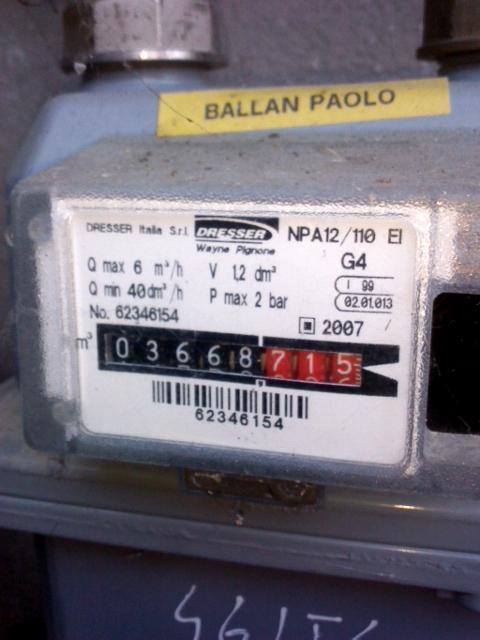 BALLAN PAOLO
DRESSER Italia S.r.l. DRESSER NPA12/110 EI
Wayne Pignone
G4
Q max 6 m³/h V 1,2 dm³
I 99
Q min 40dm³/h P max 2 bar
02.01.013
No. 62346154
2007
m³ 03668715
62346154